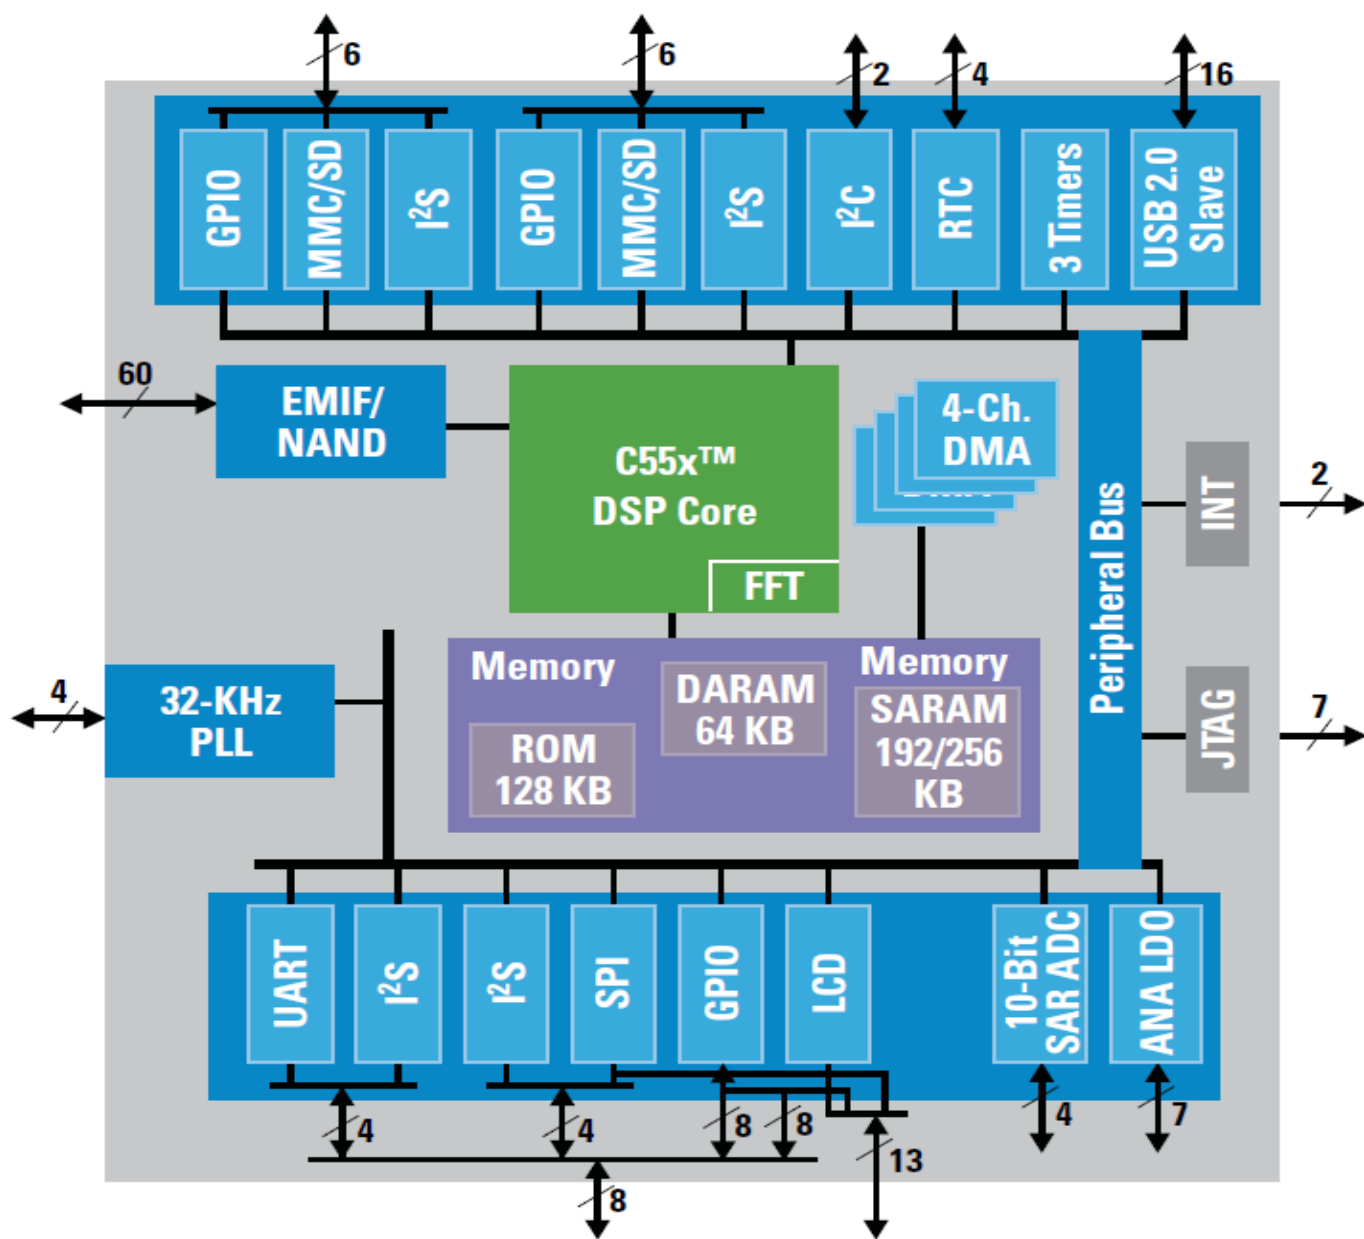 6
6
2
4
16
GPIO
MMC/SD
I²S
GPIO
MMC/SD
I²S
I²C
RTC
3 Timers
USB 2.0
Slave
60
EMIF/
NAND
C55x™
DSP Core
FFT
4-Ch.
DMA
Peripheral Bus
INT
2
4
32-KHz
PLL
Memory
ROM
128 KB
DARAM
64 KB
Memory
SARAM
192/256
KB
JTAG
7
UART
I²S
I²S
SPI
GPIO
LCD
10-Bit
SAR ADC
ANA LDO
4
4
8
8
4
7
13
8